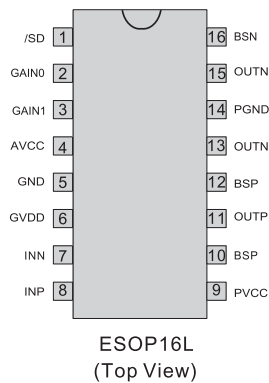 /SD 1 16 BSN
GAIN0 2 15 OUTN
GAIN1 3 14 PGND
AVCC 4 13 OUTN
GND 5 12 BSP
GVDD 6 11 OUTP
INN 7 10 BSP
INP 8 9 PVCC
ESOP16L
(Top View)